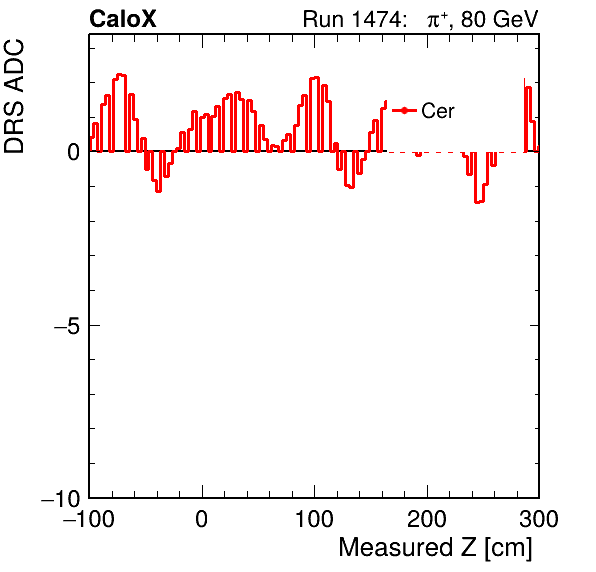 CaloX Run 1474: π⁺, 80 GeV
DRS ADC
Cer
0
−5
−10
−100 0 100 200 300
Measured Z [cm]